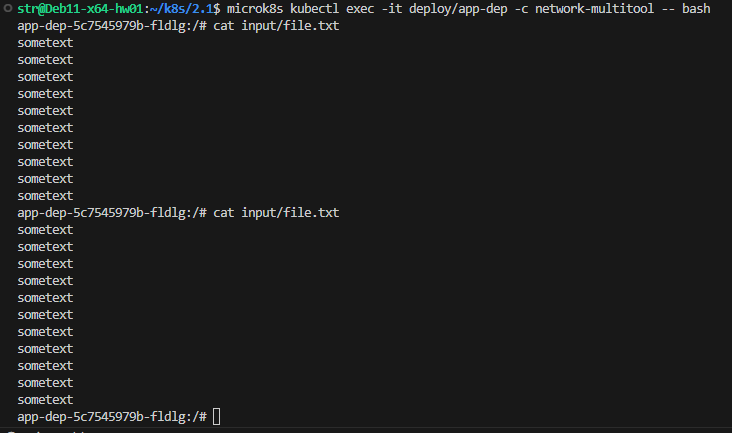 str@Deb11-x64-hw01:~/k8s/2.1$ microk8s kubectl exec -it deploy/app-dep -c network-multitool -- bash
app-dep-5c7545979b-fldlg:/# cat input/file.txt
sometext
sometext
sometext
sometext
sometext
sometext
sometext
sometext
sometext
sometext
app-dep-5c7545979b-fldlg:/# cat input/file.txt
sometext
sometext
sometext
sometext
sometext
sometext
sometext
sometext
sometext
sometext
sometext
app-dep-5c7545979b-fldlg:/#